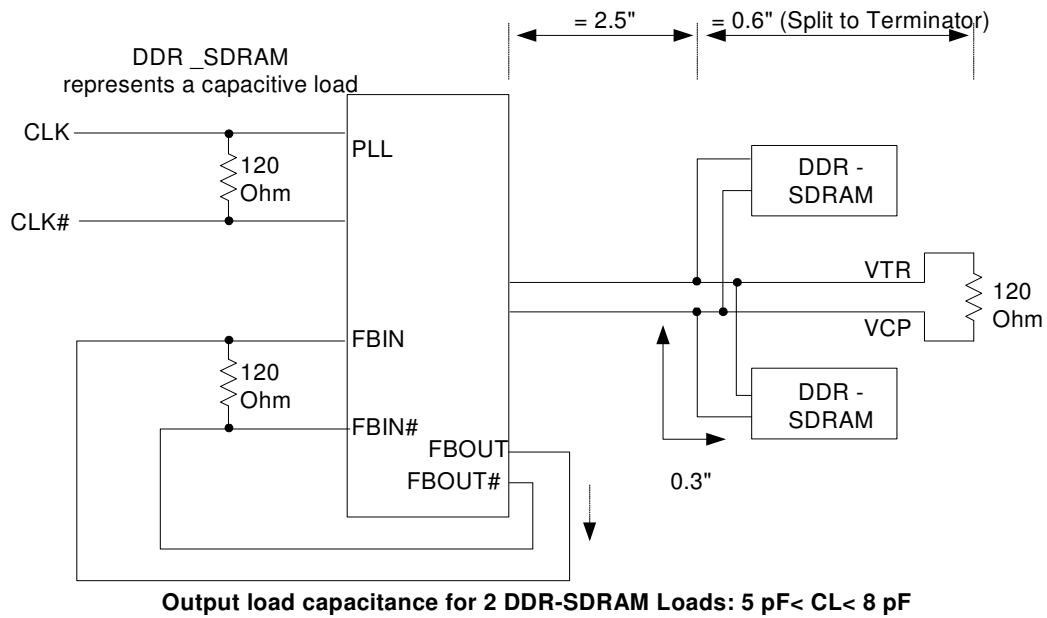 = 2.5"
= 0.6" (Split to Terminator)
DDR _SDRAM
represents a capacitive load
CLK
PLL
120
Ohm
CLK#
DDR -
SDRAM
VTR
120
Ohm
VCP
FBIN
120
Ohm
FBIN#
DDR -
SDRAM
FBOUT
FBOUT#
0.3"
Output load capacitance for 2 DDR-SDRAM Loads: 5 pF< CL< 8 pF